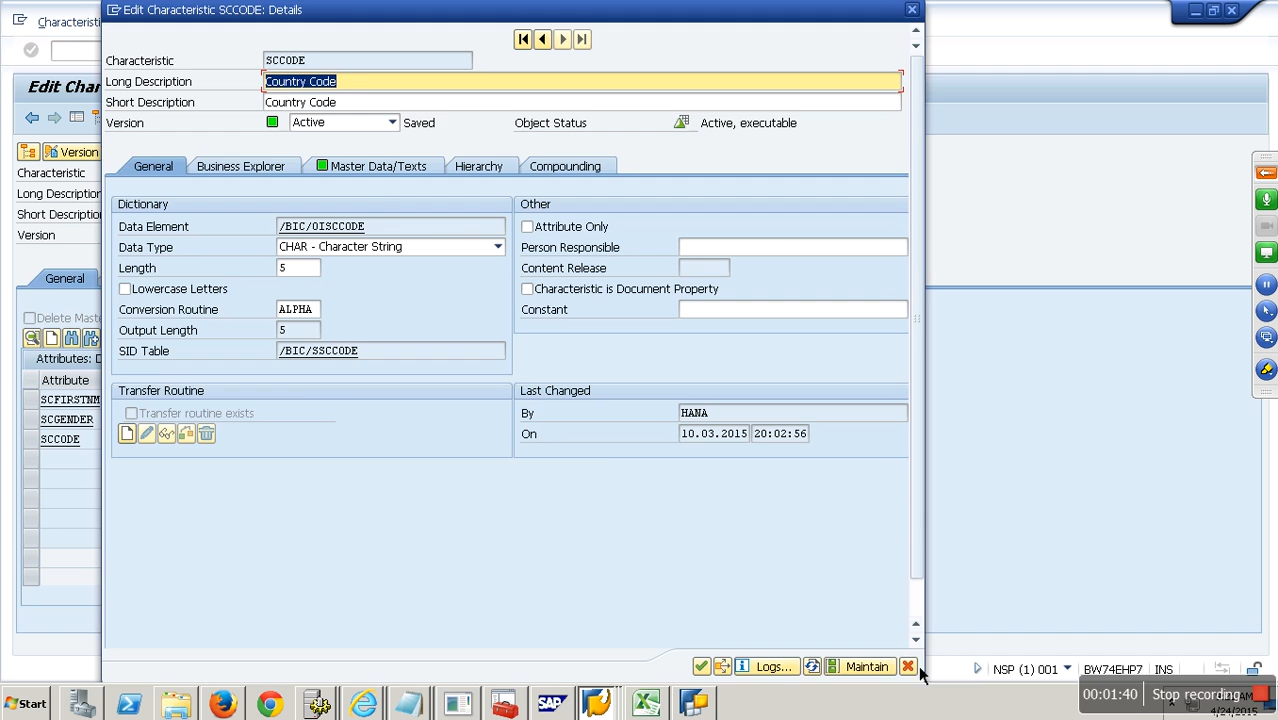 Edit Characteristic SCCODE: Details
Characteristi
Edit Char
Version
Characteristic
Long Description
Short Description
Version
General
Delete Mast
Attributes: D
Attribute
SCFIRSTNM
SCGENDER
SCCODE
Characteristic SCCODE
Long Description Country Code
Short Description Country Code
Version Active Saved Object Status Active, executable
General Business Explorer Master Data/Texts Hierarchy Compounding
Dictionary
Data Element /BIC/OISCCODE
Data Type CHAR - Character String
Length 5
Lowercase Letters
Conversion Routine ALPHA
Output Length 5
SID Table /BIC/SSCCODE
Other
Attribute Only
Person Responsible
Content Release
Characteristic is Document Property
Constant
Transfer Routine
Transfer routine exists
Last Changed
By HANA
On 10.03.2015 20:02:56
Logs... Maintain
NSP (1) 001 BW74EHP7 INS
Start
SAP
00:01:40 Stop recording
4/24/2015